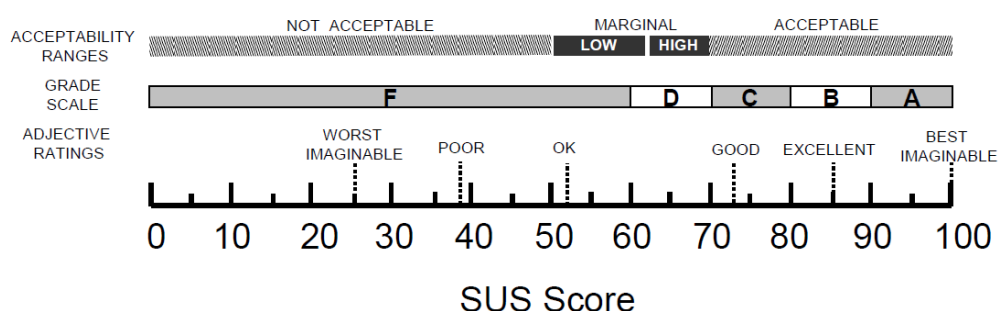 NOT ACCEPTABLE
MARGINAL
ACCEPTABLE
ACCEPTABILITY
RANGES
LOW
HIGH
GRADE
SCALE
F
D
C
B
A
ADJECTIVE
RATINGS
WORST
IMAGINABLE
POOR
OK
GOOD
EXCELLENT
BEST
IMAGINABLE
0 10 20 30 40 50 60 70 80 90 100
SUS Score